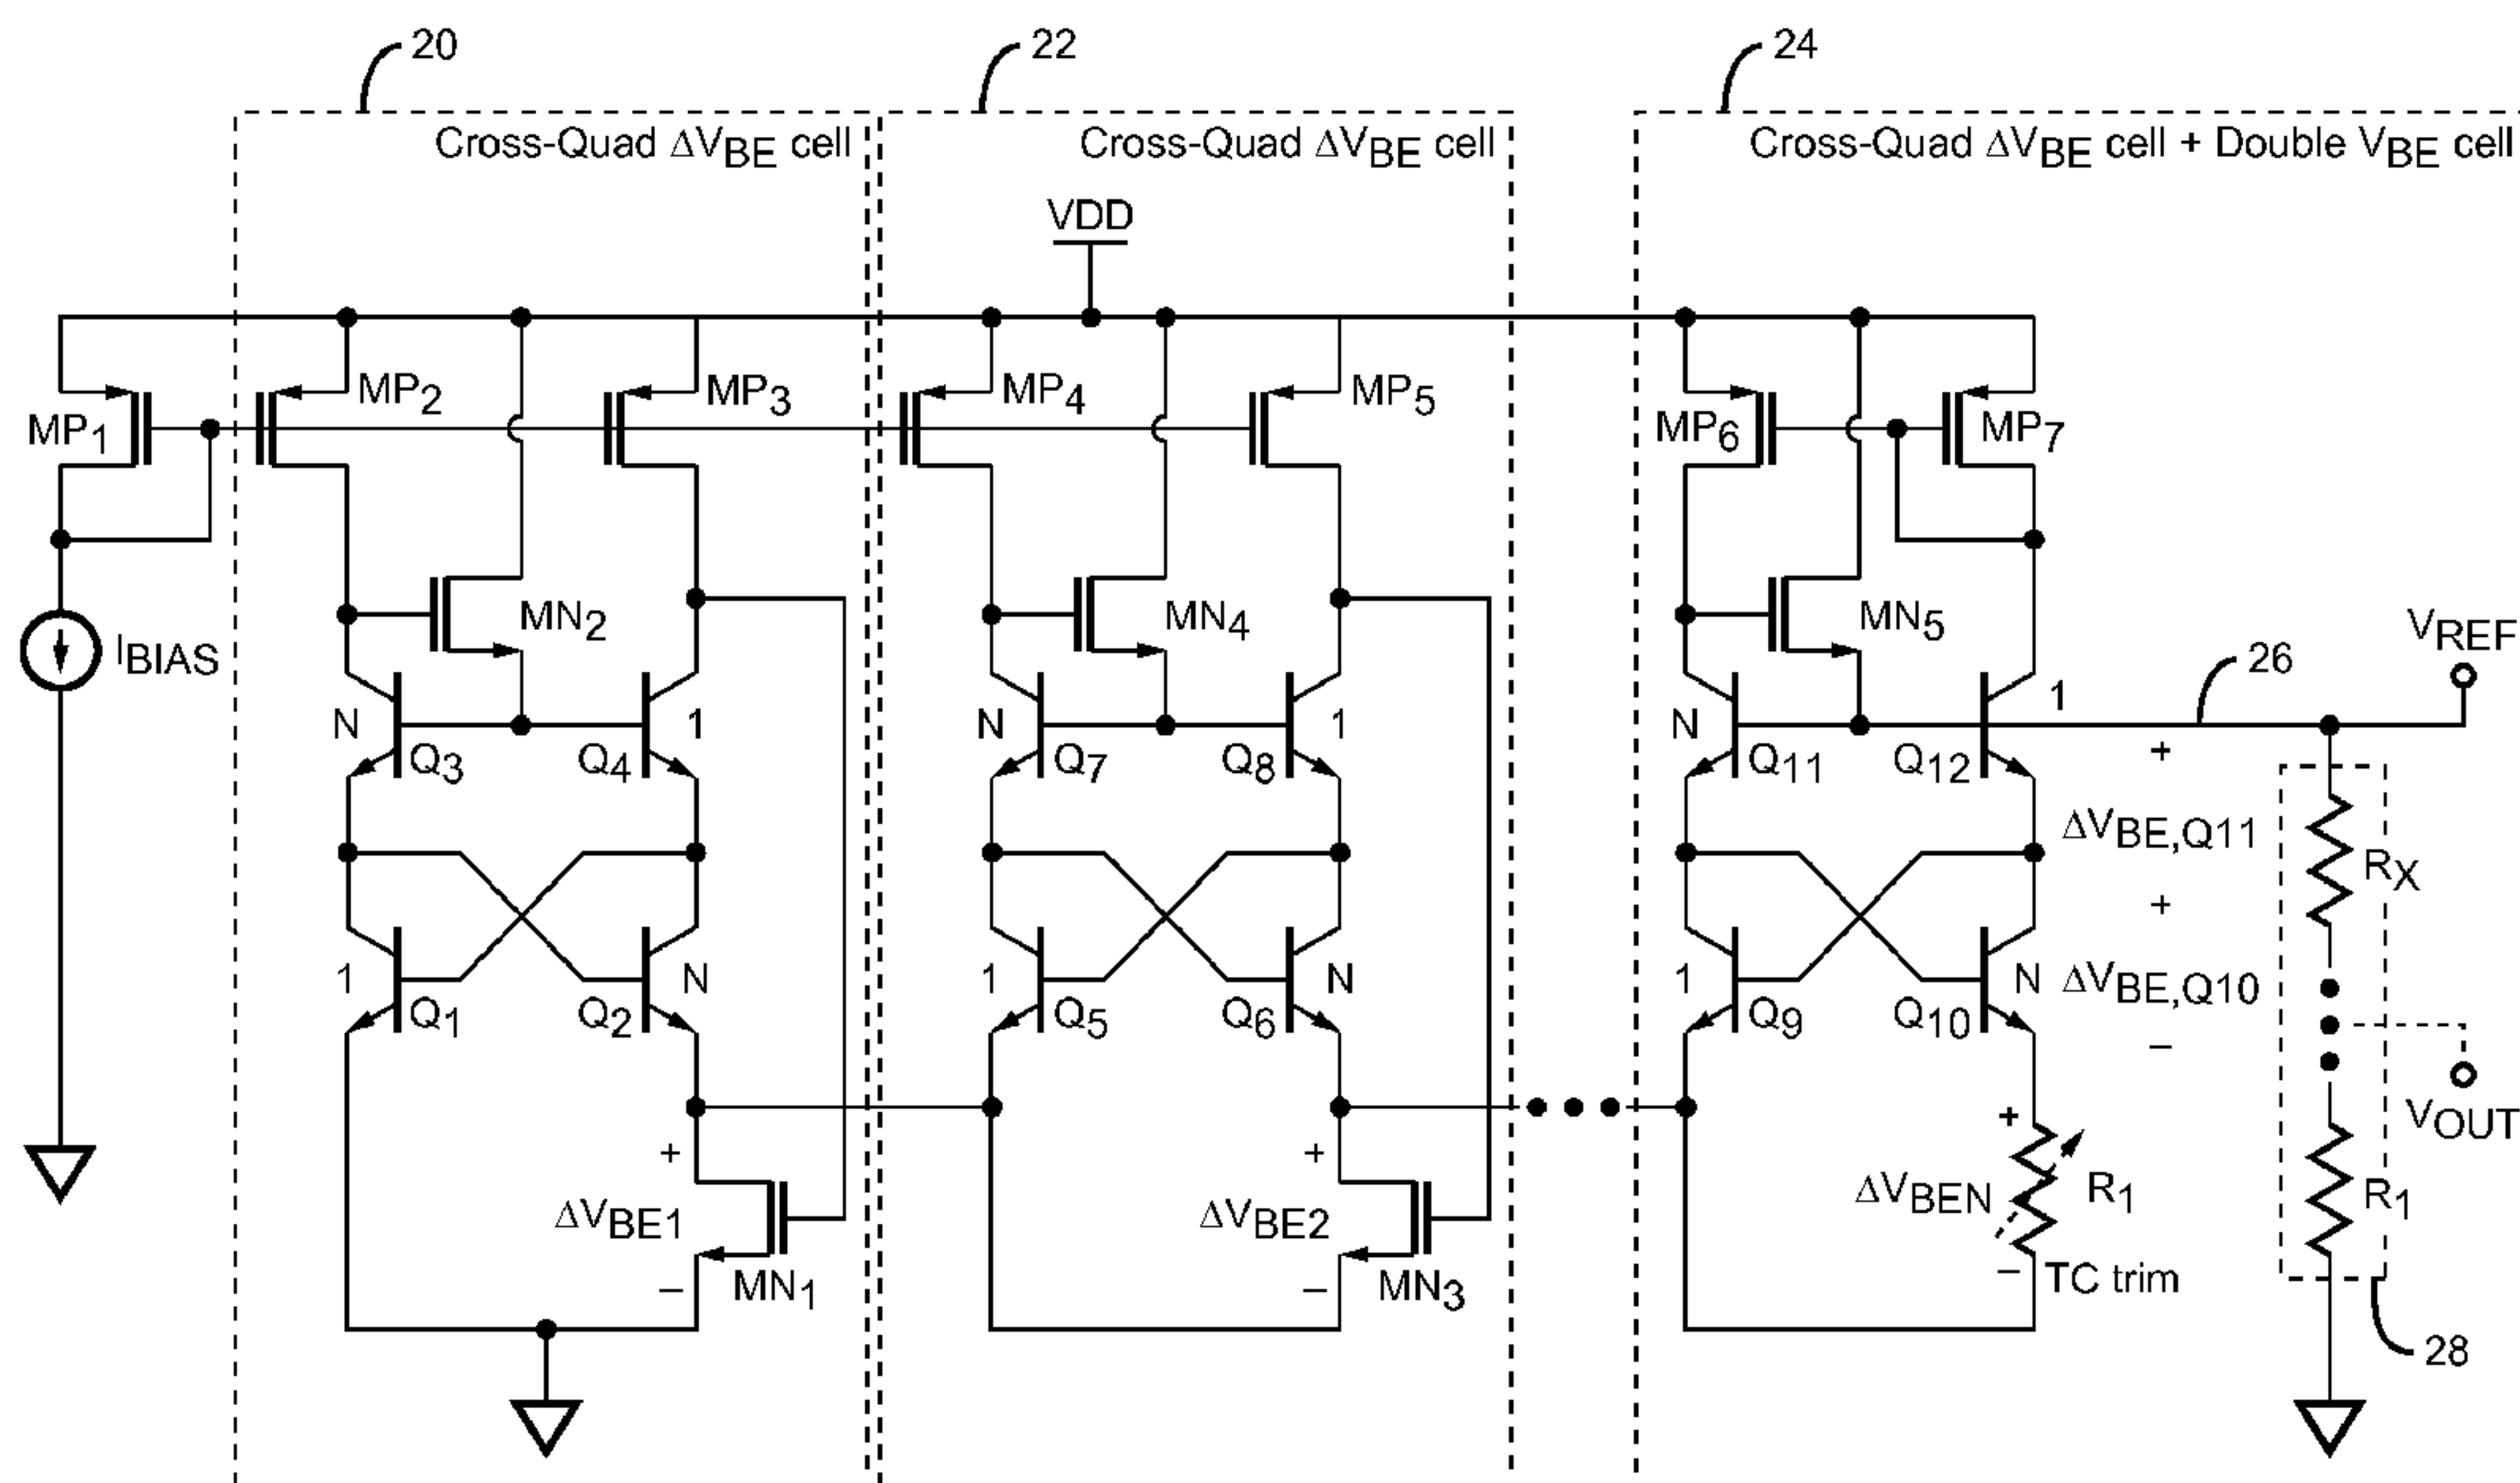 20
22
24
Cross-Quad ΔVBE cell
Cross-Quad ΔVBE cell
Cross-Quad ΔVBE cell + Double VBE cell
VDD
MP1
MP2
MP3
MP4
MP5
MP6
MP7
IBIAS
MN2
MN4
MN5
VREF
26
N
Q3
Q4
1
N
Q7
Q8
1
N
Q11
Q12
1
+
ΔVBE,Q11
+
ΔVBE,Q10
–
RX
1
Q1
Q2
N
1
Q5
Q6
N
1
Q9
Q10
N
VOUT
+
ΔVBE1
–
MN1
+
ΔVBE2
–
MN3
+
ΔVBEN
–
R1
TC trim
R1
28